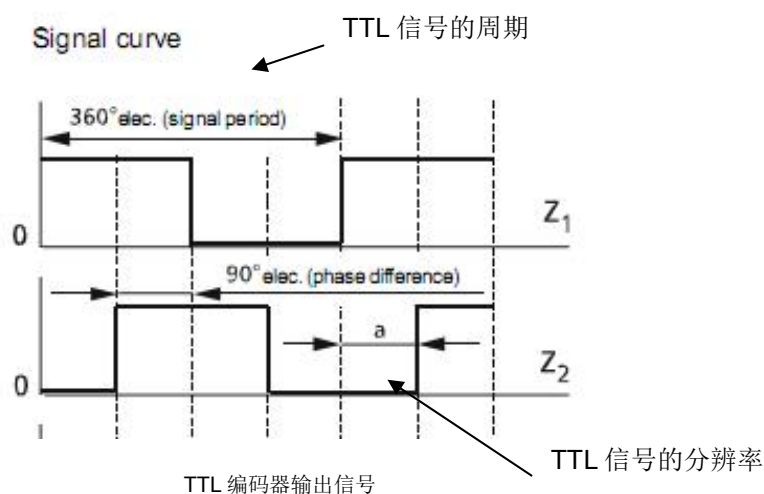 Signal curve
TTL 信号的周期
360°elec. (signal period)
0
Z₁
90°elec. (phase difference)
a
0
Z₂
TTL 信号的分辨率
TTL 编码器输出信号